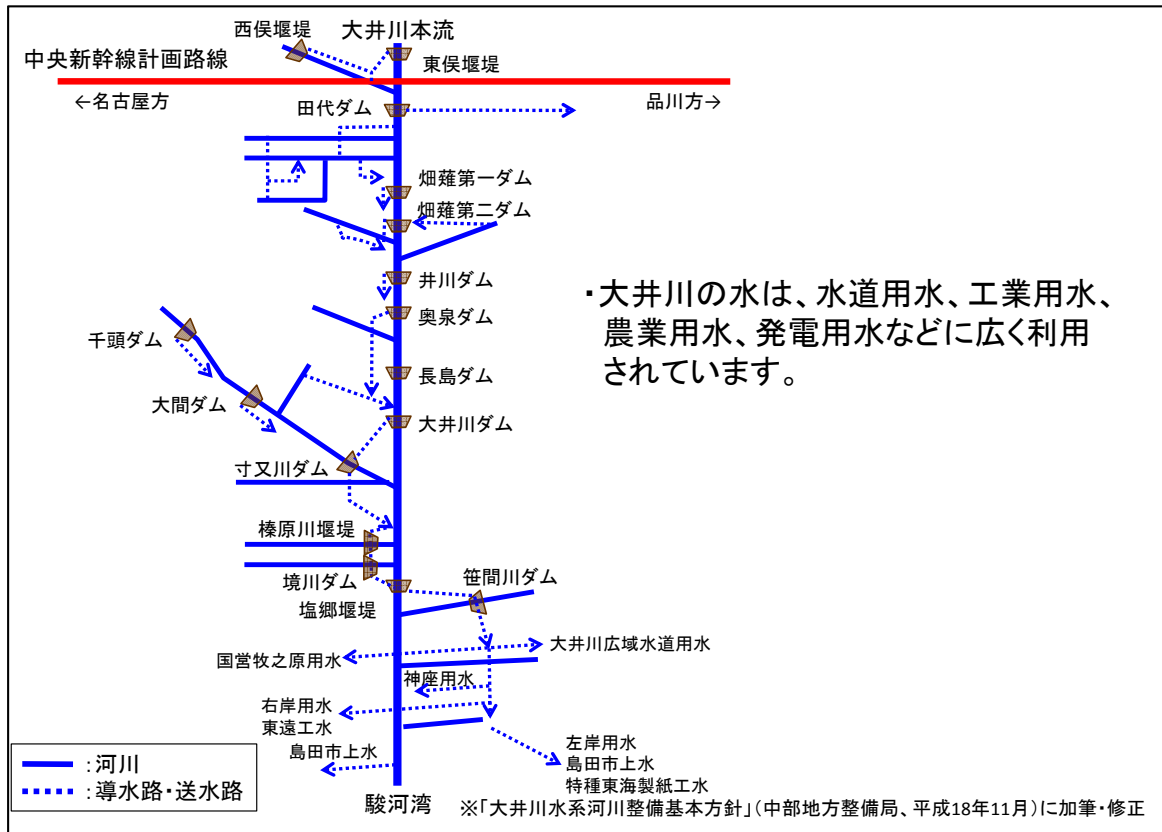 西俣堰堤
大井川本流
東俣堰堤
中央新幹線計画路線
←名古屋方
品川方→
田代ダム
畑薙第一ダム
畑薙第二ダム
井川ダム
・大井川の水は、水道用水、工業用水、
農業用水、発電用水などに広く利用
されています。
奥泉ダム
千頭ダム
長島ダム
大間ダム
大井川ダム
寸又川ダム
榛原川堰堤
境川ダム
笹間川ダム
塩郷堰堤
大井川広域水道用水
国営牧之原用水
神座用水
右岸用水
東遠工水
左岸用水
島田市上水
特種東海製紙工水
島田市上水
:河川
:導水路・送水路
駿河湾
※「大井川水系河川整備基本方針」(中部地方整備局、平成18年11月)に加筆・修正